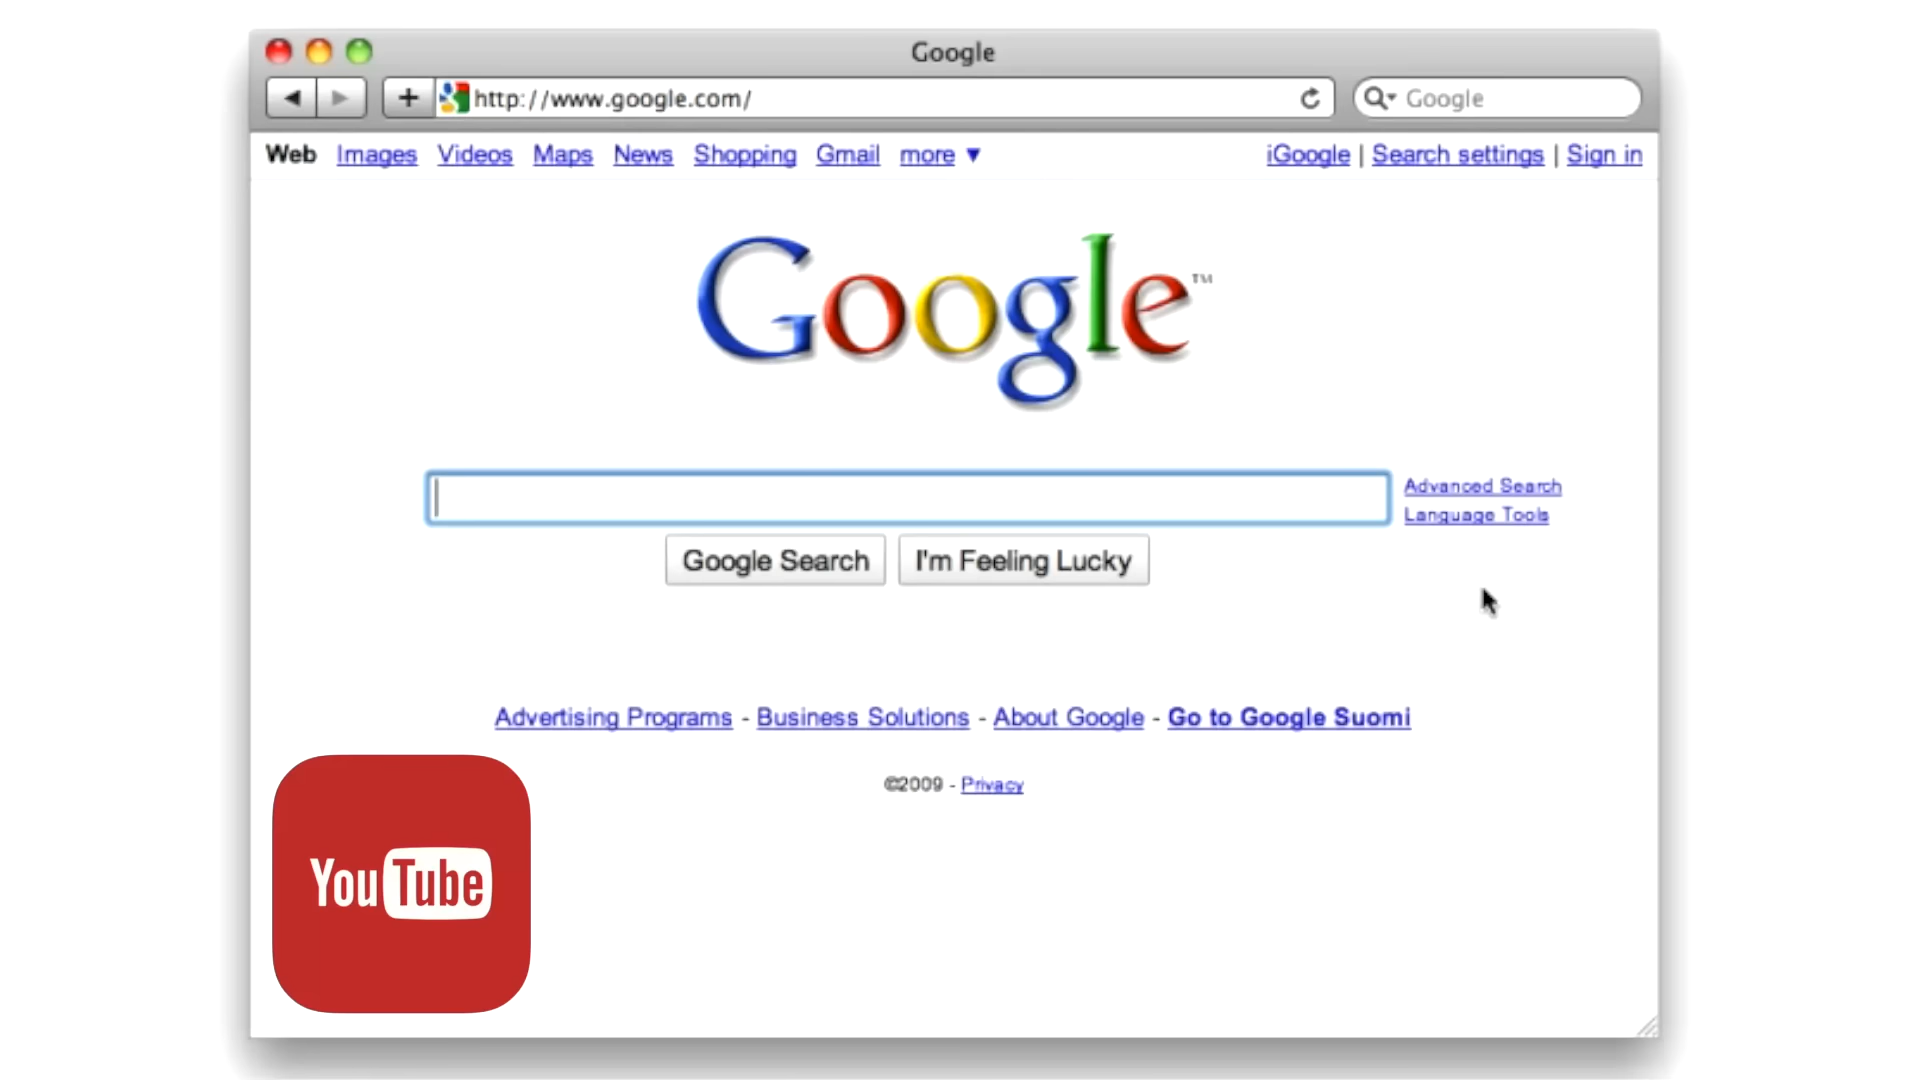 Google
http://www.google.com/ Google
Web Images Videos Maps News Shopping Gmail more ▼ iGoogle | Search settings | Sign in
Google™
Advanced Search
Language Tools
Google Search I'm Feeling Lucky
Advertising Programs - Business Solutions - About Google - Go to Google Suomi
©2009 - Privacy
YouTube